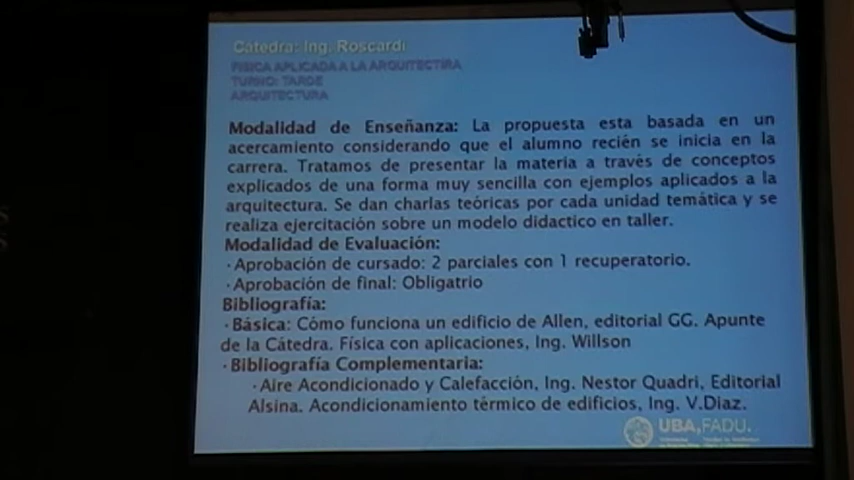 Cátedra: Ing. Roscardi
FISICA APLICADA A LA ARQUITECTIRA
TURNO: TARDE
ARQUITECTURA
Modalidad de Enseñanza: La propuesta esta basada en un
acercamiento considerando que el alumno recién se inicia en la
carrera. Tratamos de presentar la materia a través de conceptos
explicados de una forma muy sencilla con ejemplos aplicados a la
arquitectura. Se dan charlas teóricas por cada unidad temática y se
realiza ejercitación sobre un modelo didactico en taller.
Modalidad de Evaluación:
·Aprobación de cursado: 2 parciales con 1 recuperatorio.
·Aprobación de final: Obligatrio
Bibliografía:
·Básica: Cómo funciona un edificio de Allen, editorial GG. Apunte
de la Cátedra. Física con aplicaciones, Ing. Willson
·Bibliografía Complementaria:
·Aire Acondicionado y Calefacción, Ing. Nestor Quadri, Editorial
Alsina. Acondicionamiento térmico de edificios, Ing. V.Diaz.
UBA,FADU.